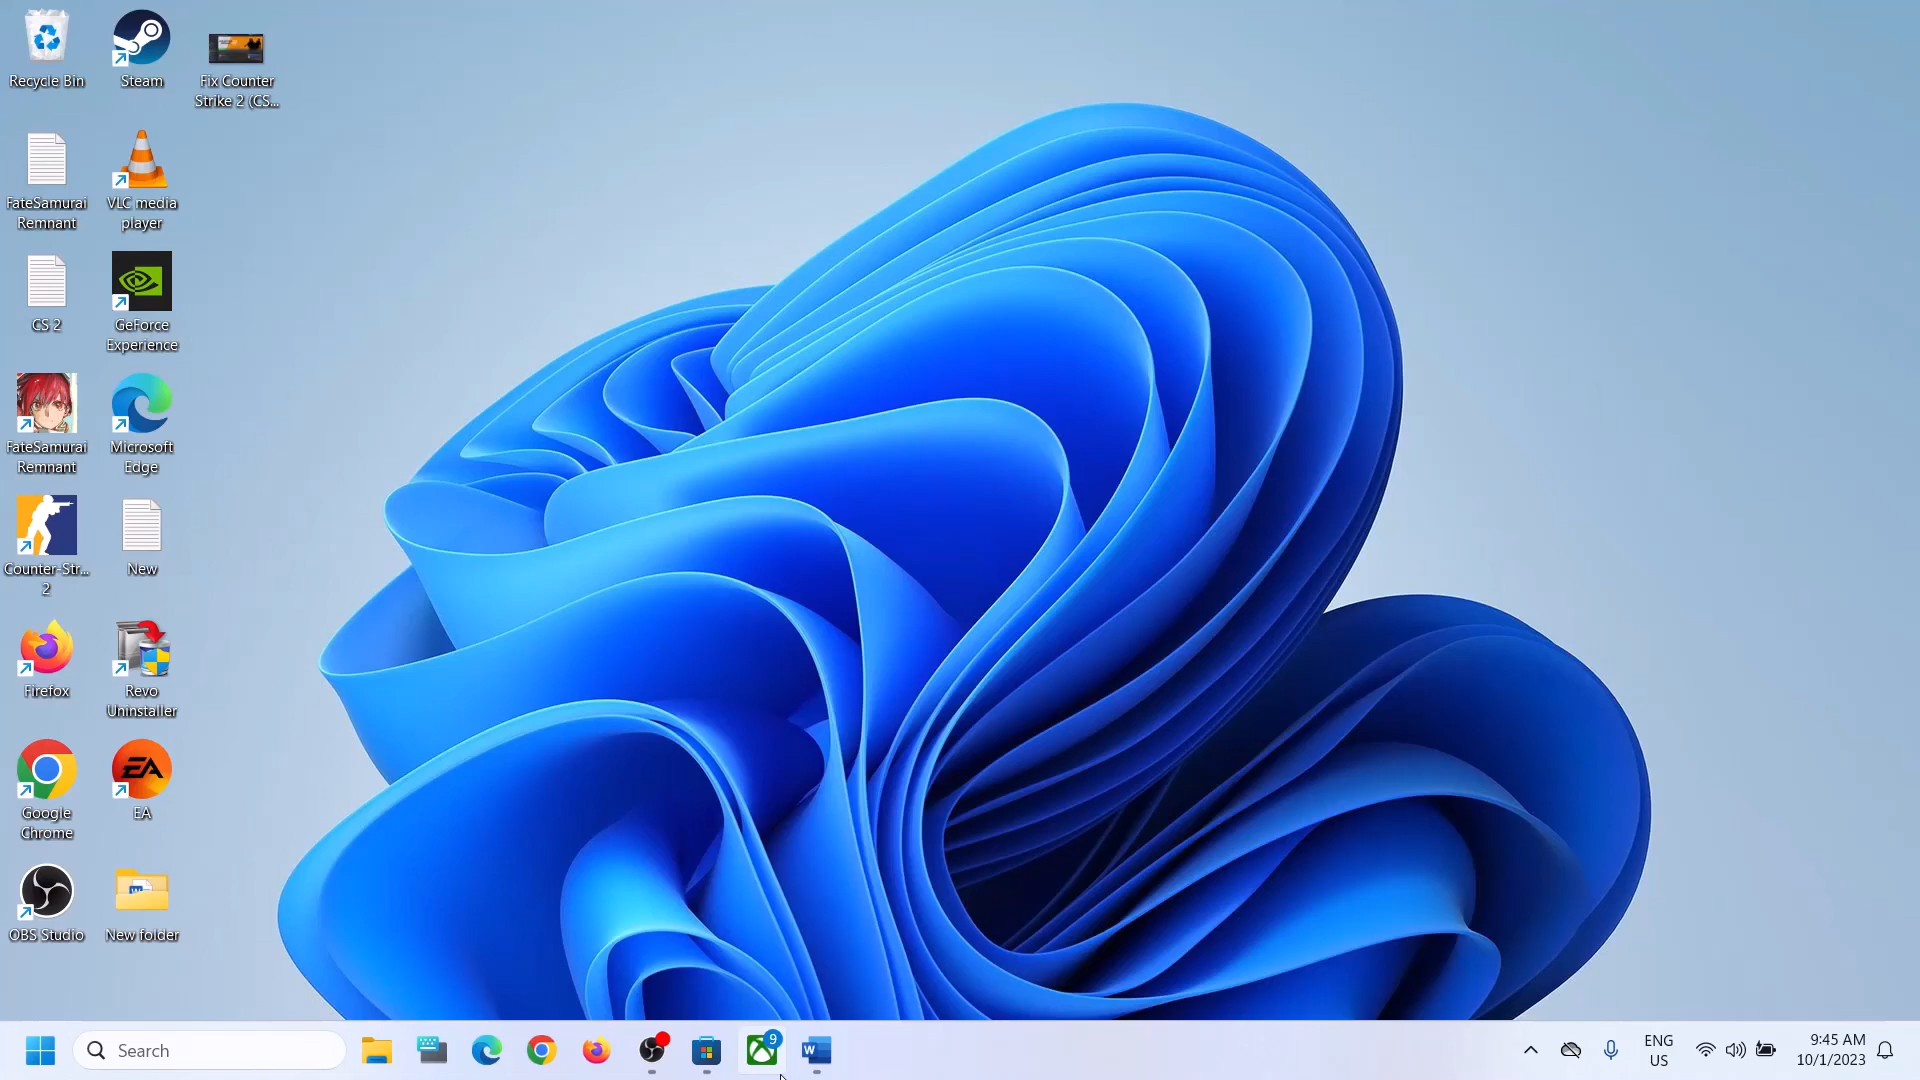 Recycle Bin
Steam
Fix Counter
Strike 2 (CS...
FateSamurai
Remnant
VLC media
player
CS 2
GeForce
Experience
FateSamurai
Remnant
Microsoft
Edge
Counter-Str...
2
New
Firefox
Revo
Uninstaller
Google
Chrome
EA
EA
OBS Studio
New folder
Search
9
W
ENG
US
9:45 AM
10/1/2023